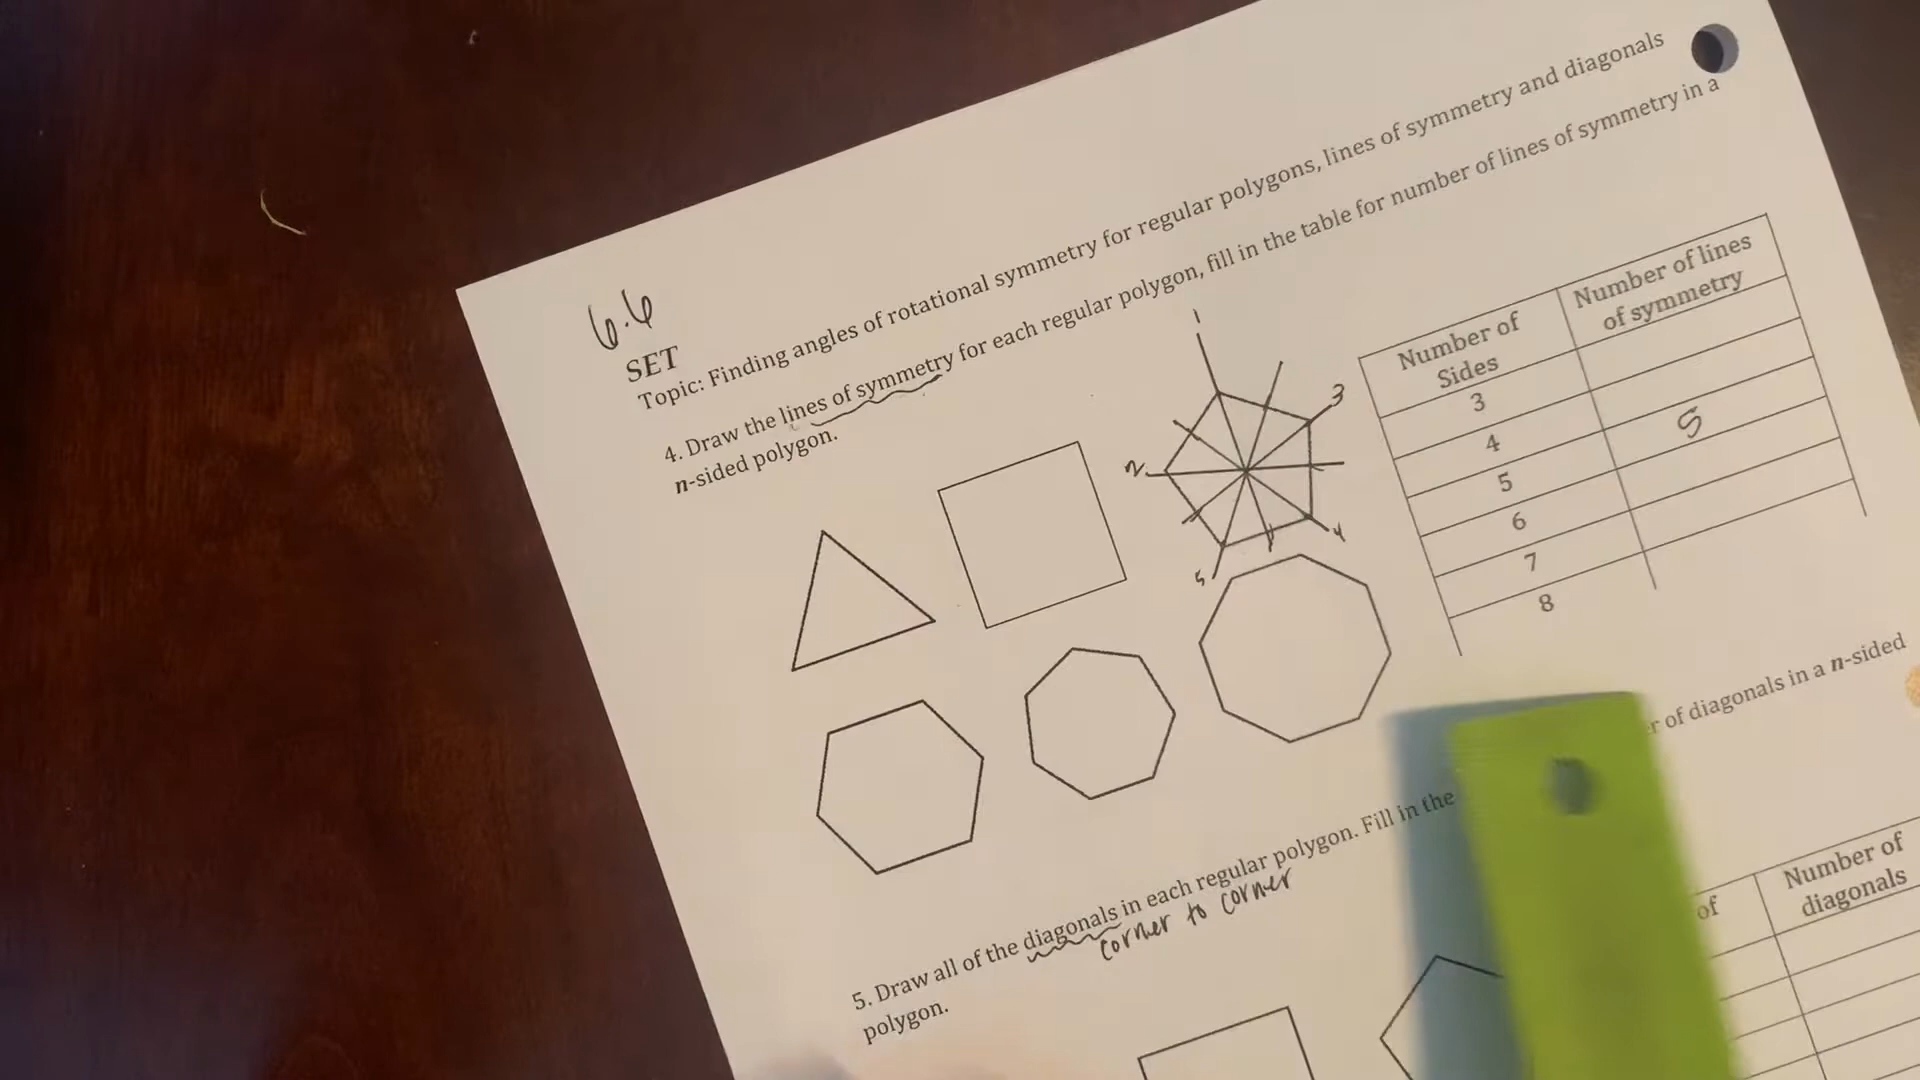 6.6
SET
Topic: Finding angles of rotational symmetry for regular polygons, lines of symmetry and diagonals
4. Draw the lines of symmetry for each regular polygon, fill in the table for number of lines of symmetry in a
n-sided polygon.
1
2
3
4
5
Number of Sides
Number of lines of symmetry
3
4
5
5
6
7
8
5. Draw all of the diagonals in each regular polygon. Fill in the
r of diagonals in a n-sided
polygon.
corner to corner
of
Number of diagonals